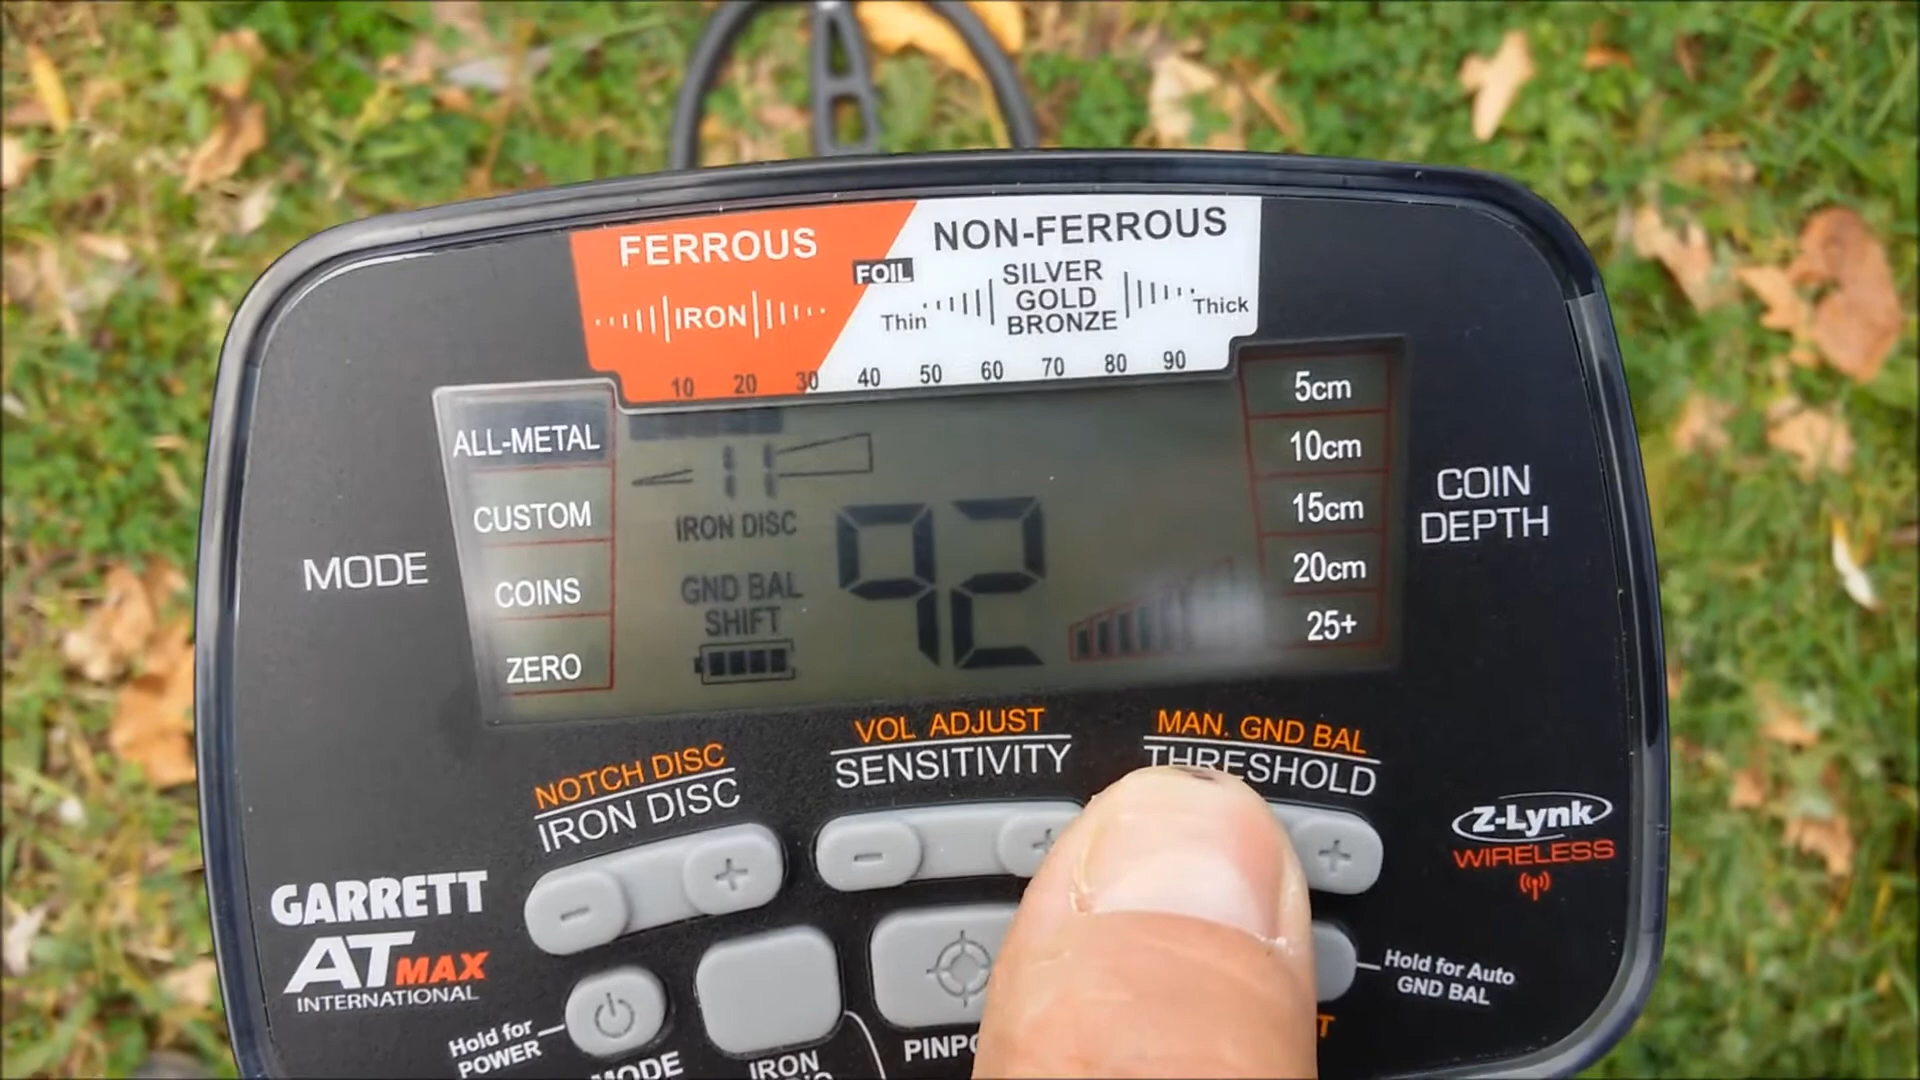 FERROUS
NON-FERROUS
FOIL
IRON
Thin
SILVER
GOLD
BRONZE
Thick
10 20 30 40 50 60 70 80 90
MODE
ALL-METAL
CUSTOM
COINS
ZERO
IRON DISC
GND BAL
SHIFT
92
5cm
10cm
15cm
20cm
25+
COIN
DEPTH
NOTCH DISC
IRON DISC
VOL ADJUST
SENSITIVITY
MAN. GND BAL
THRESHOLD
- +
- +
+
GARRETT
AT MAX
INTERNATIONAL
Z-Lynk
WIRELESS
Hold for
POWER
MODE
IRON
Hold for Auto
GND BAL